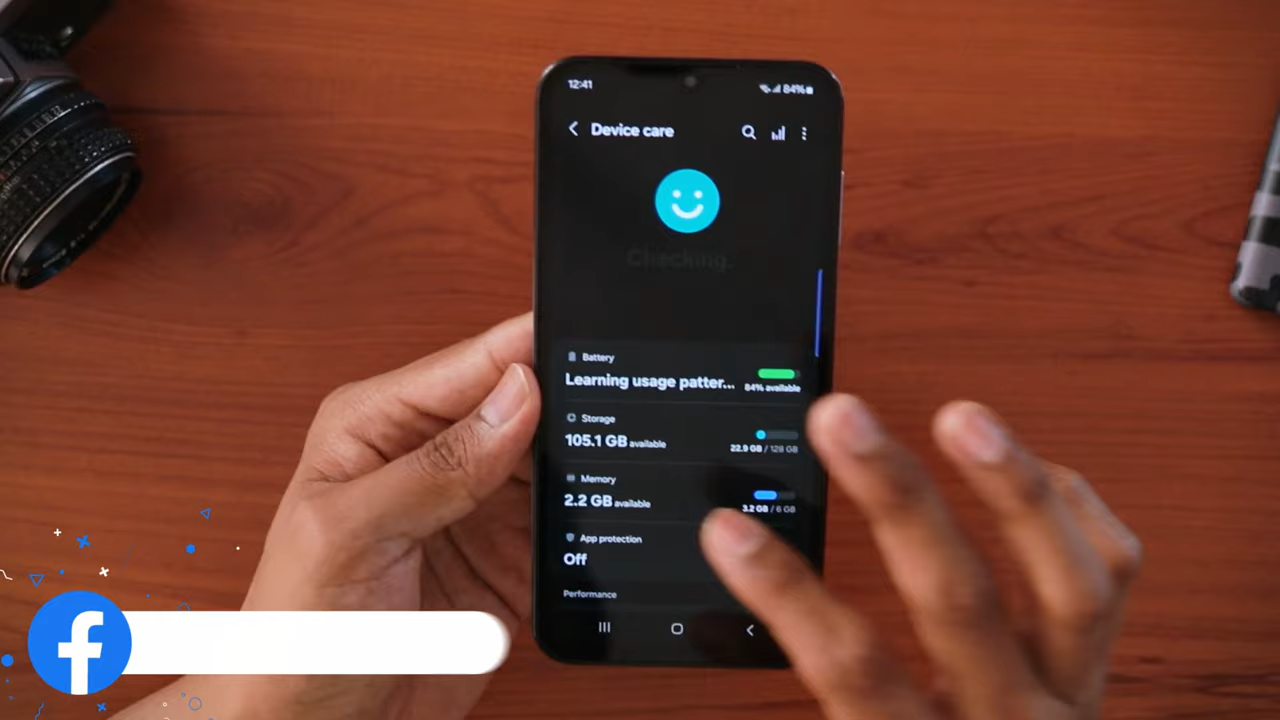 12:41
84%
Device care
Checking.
Battery
Learning usage patter...
84% available
Storage
105.1 GB available
22.9 GB / 128 GB
Memory
2.2 GB available
3.2 GB / 6 GB
App protection
Off
Performance
f